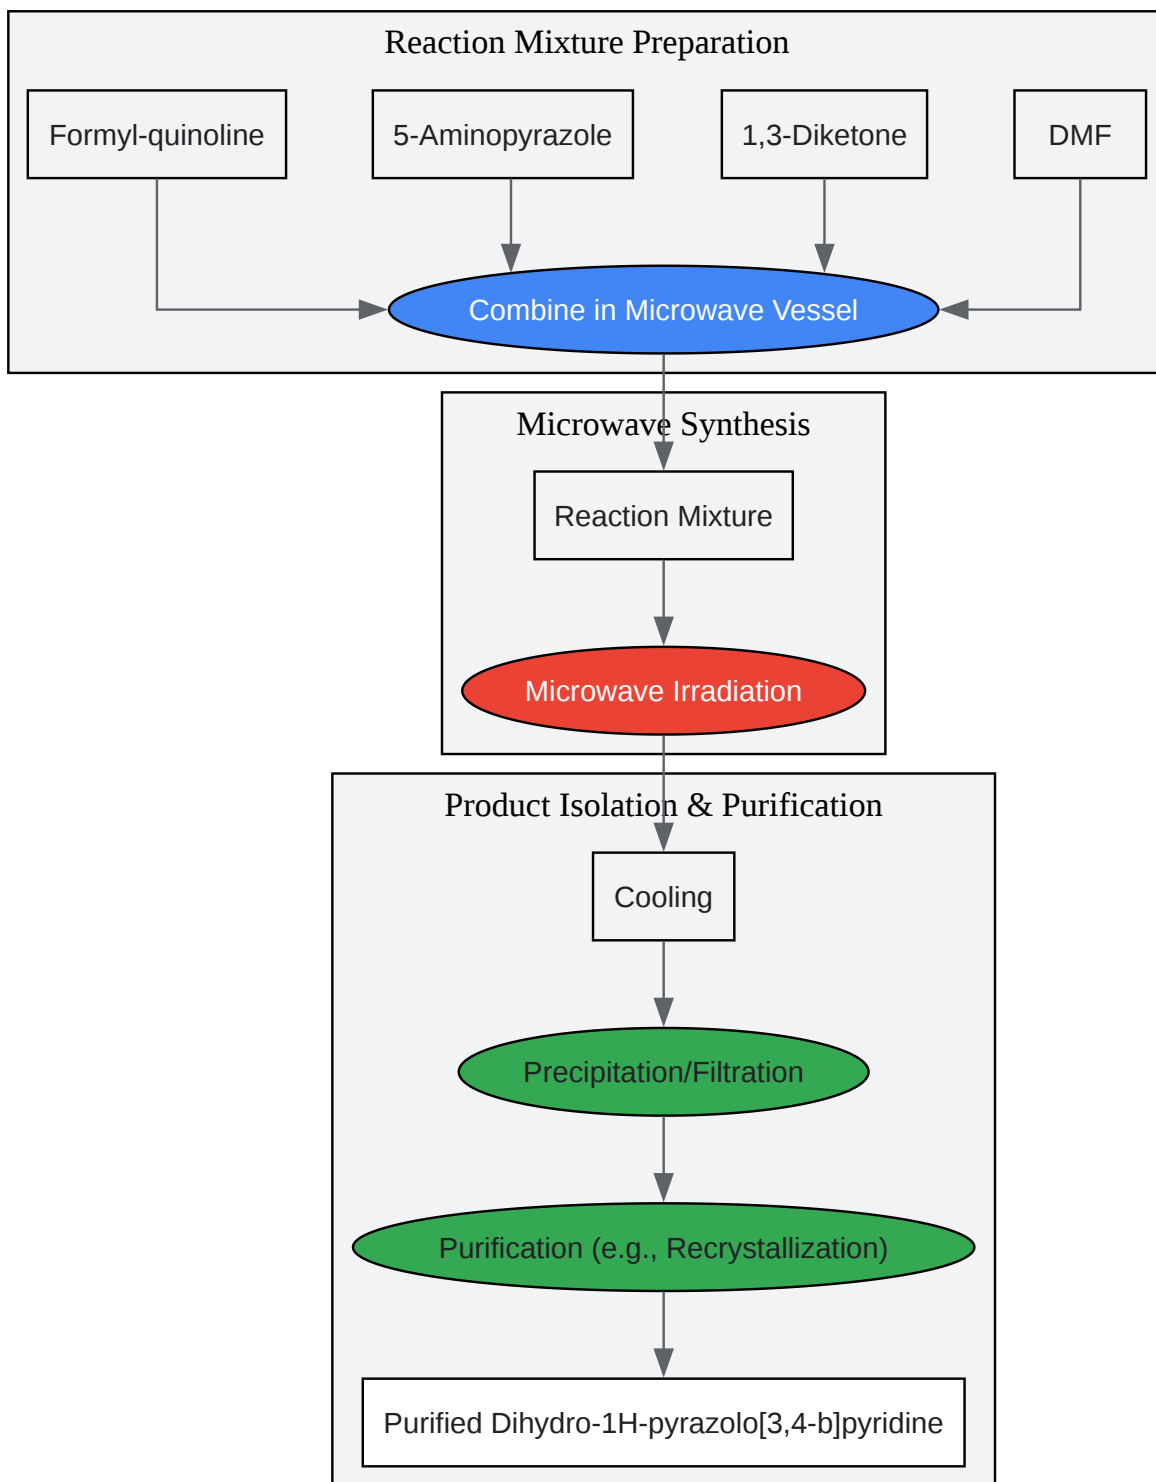 Reaction Mixture Preparation
Formyl-quinoline
5-Aminopyrazole
1,3-Diketone
DMF
Combine in Microwave Vessel
Microwave Synthesis
Reaction Mixture
Microwave Irradiation
Product Isolation & Purification
Cooling
Precipitation/Filtration
Purification (e.g., Recrystallization)
Purified Dihydro-1H-pyrazolo[3,4-b]pyridine